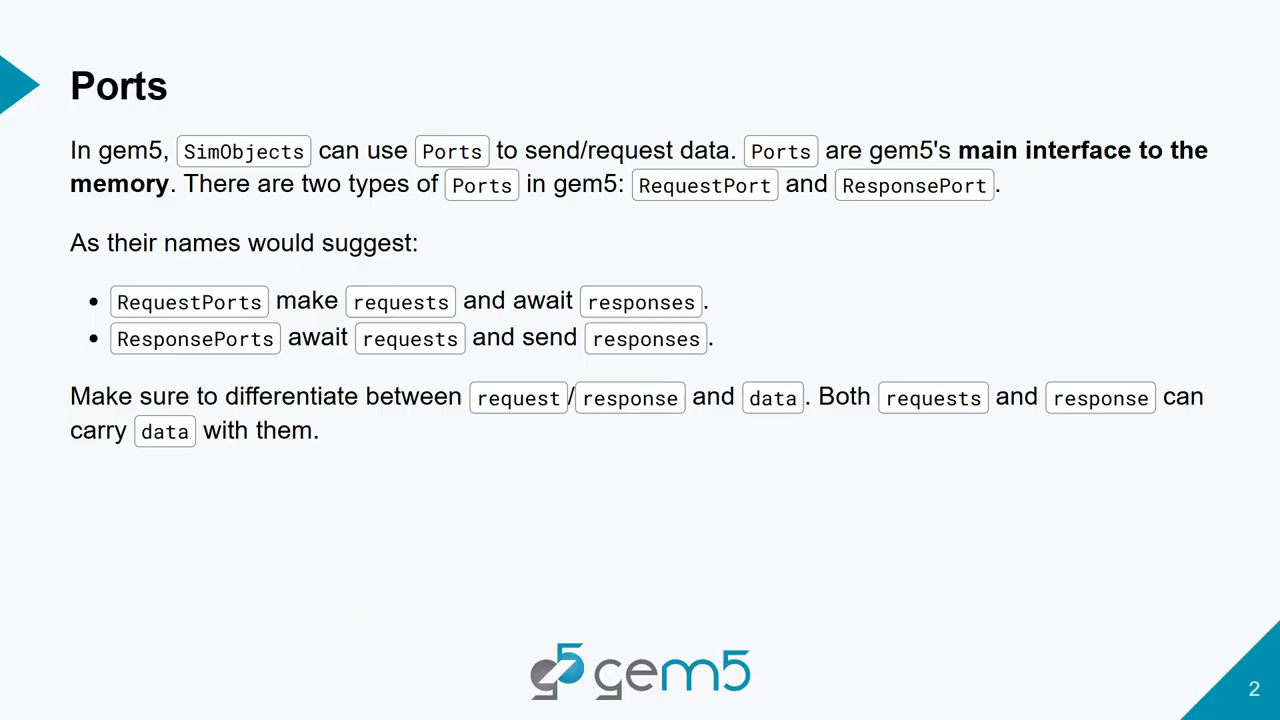 Ports
In gem5, SimObjects can use Ports to send/request data. Ports are gem5's main interface to the
memory. There are two types of Ports in gem5: RequestPort and ResponsePort.
As their names would suggest:
• RequestPorts make requests and await responses.
• ResponsePorts await requests and send responses.
Make sure to differentiate between request/response and data. Both requests and response can
carry data with them.
g5 gem5
2